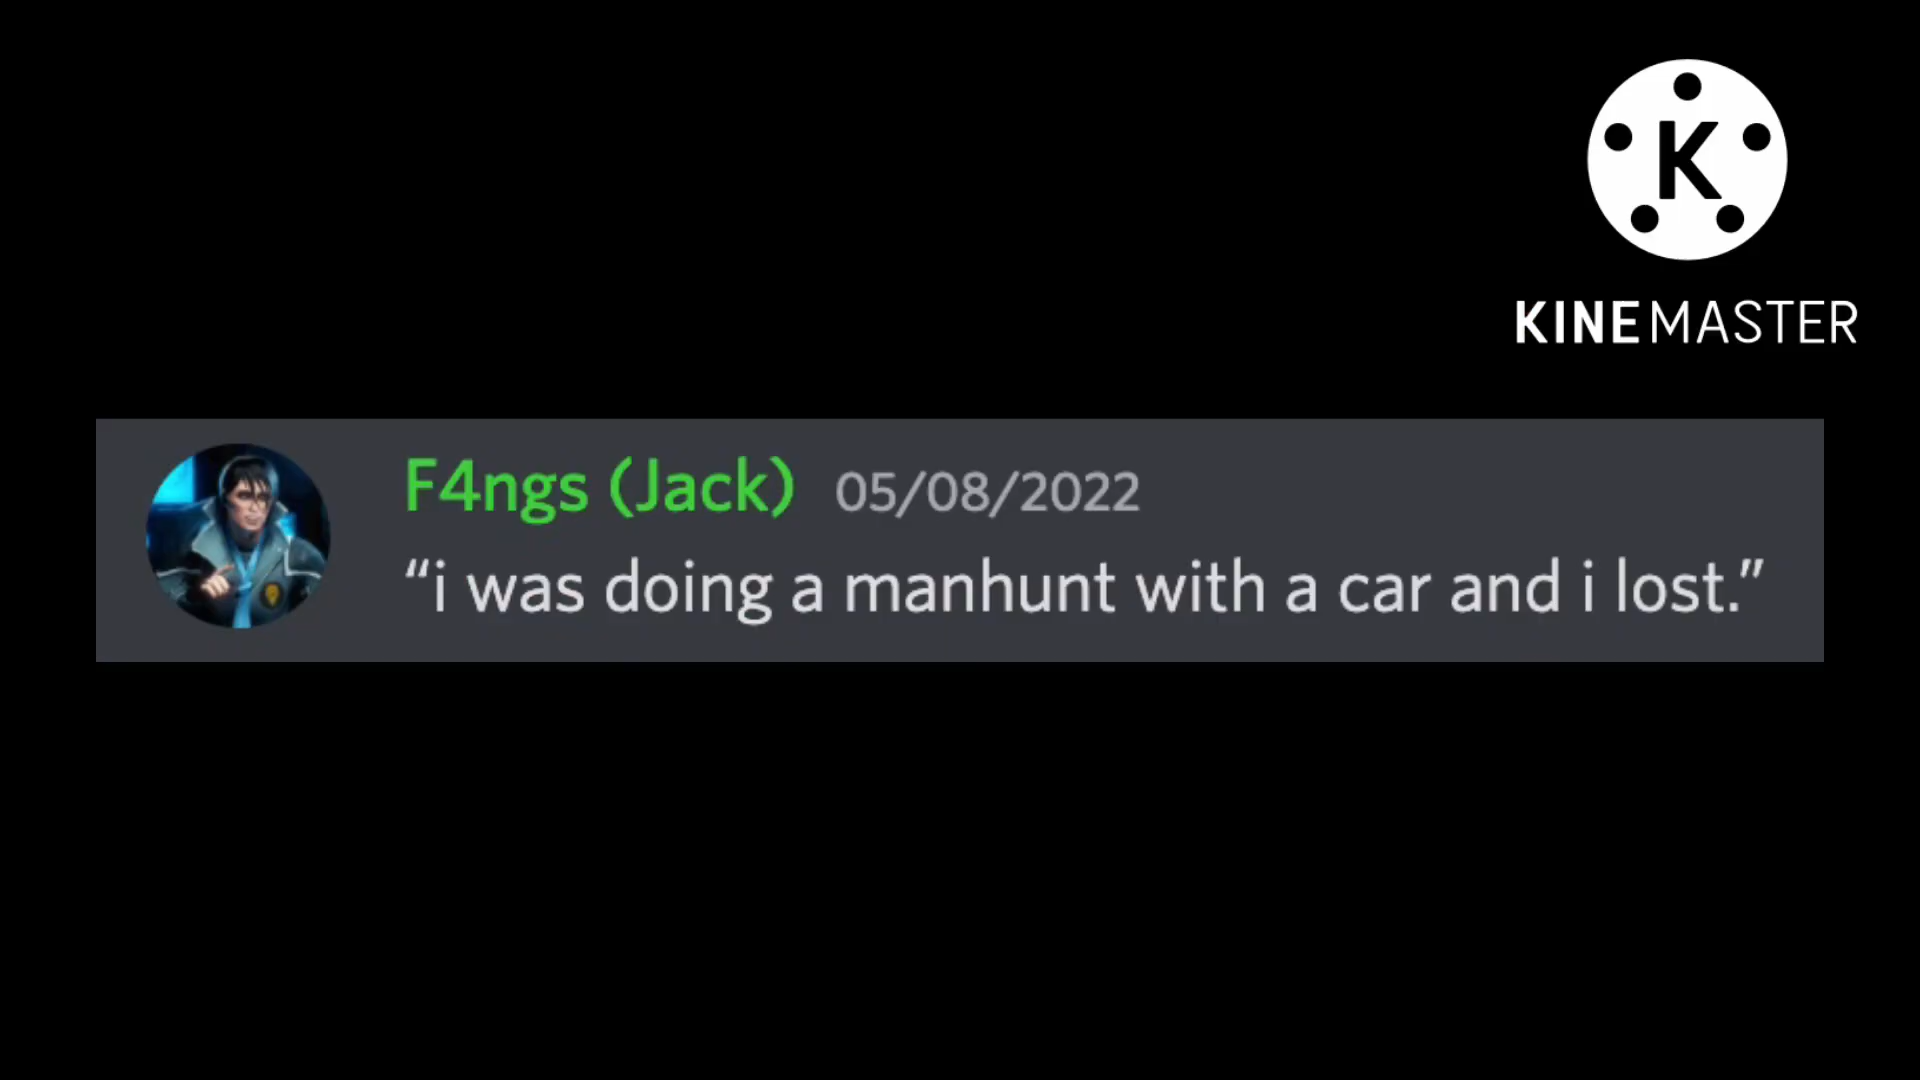 K
KINEMASTER
F4ngs (Jack) 05/08/2022
“i was doing a manhunt with a car and i lost.”